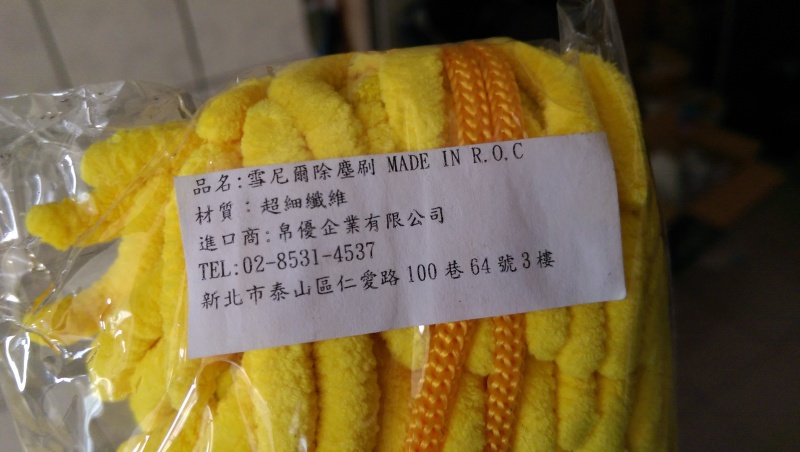 品名:雪尼爾除塵刷 MADE IN R.O.C
材質:超細纖維
進口商:帛優企業有限公司
TEL:02-8531-4537
新北市泰山區仁愛路100巷64號3樓